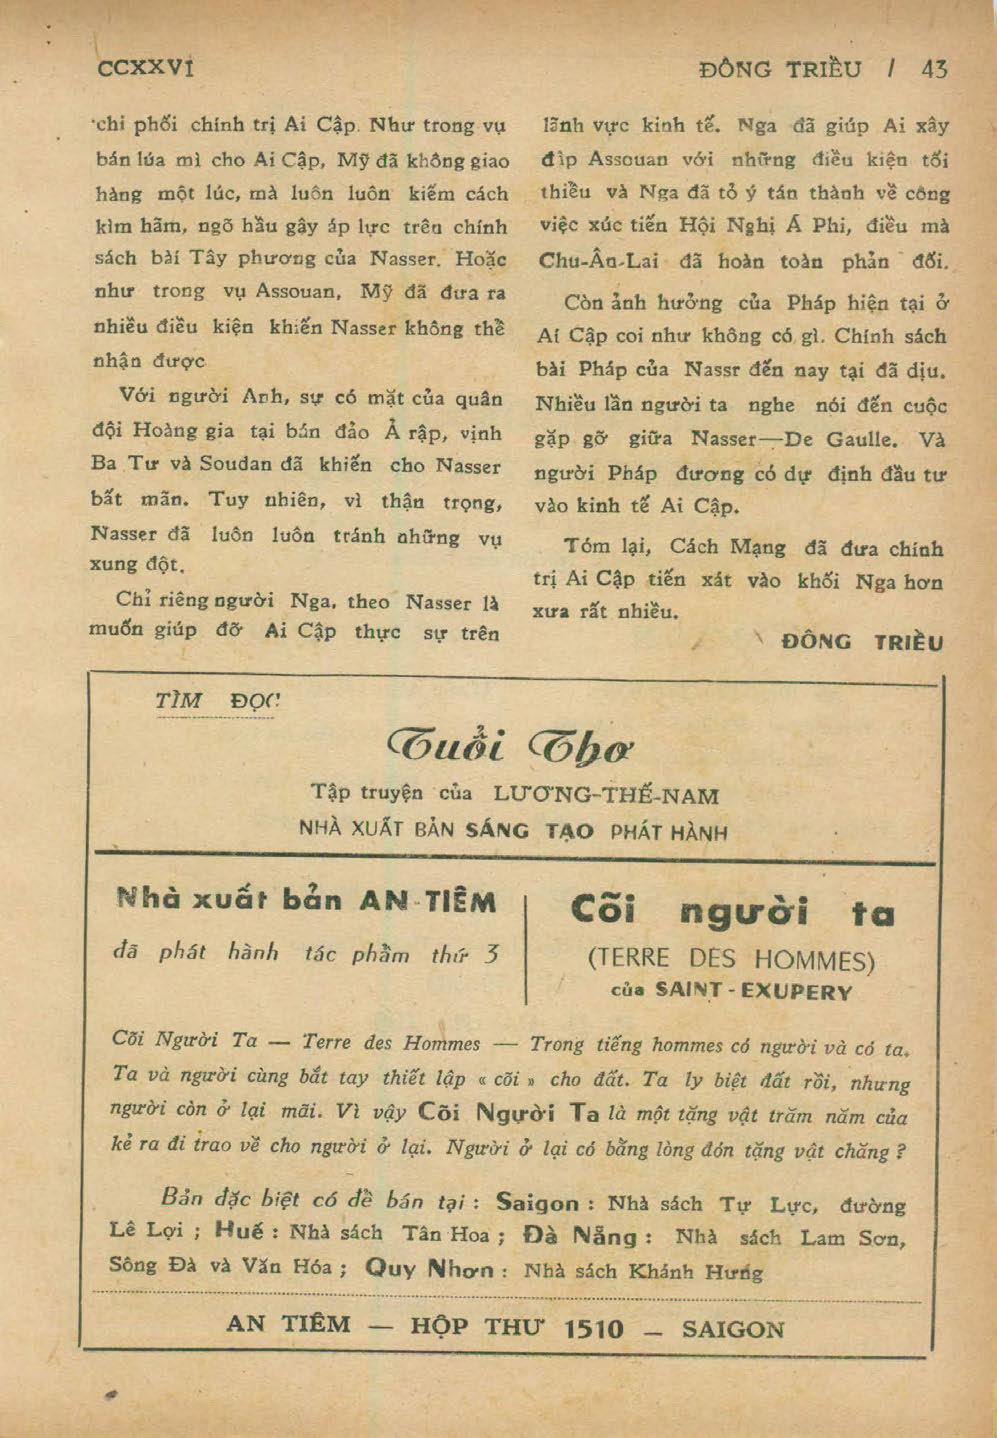 CCXXVI
ĐÔNG TRIỀU / 43
chi phối chính trị Ai Cập. Như trong vụ
bán lúa mì cho Ai Cập, Mỹ đã không giao
hàng một lúc, mà luôn luôn kiếm cách
kìm hãm, ngõ hầu gây áp lực trên chính
sách bài Tây phương của Nasser. Hoặc
như trong vụ Assouan, Mỹ đã đưa ra
nhiều điều kiện khiến Nasser không thể
nhận được
Với người Anh, sự có mặt của quân
đội Hoàng gia tại bán đảo Ả rập, vịnh
Ba Tư và Soudan đã khiến cho Nasser
bất mãn. Tuy nhiên, vì thận trọng,
Nasser đã luôn luôn tránh những vụ
xung đột.
Chỉ riêng người Nga, theo Nasser là
muốn giúp đỡ Ai Cập thực sự trên
lãnh vực kinh tế. Nga đã giúp Ai xây
đập Assouan với những điều kiện tối
thiểu và Nga đã tỏ ý tán thành về công
việc xúc tiến Hội Nghị Á Phi, điều mà
Chu-Ân-Lai đã hoàn toàn phản đối.
Còn ảnh hưởng của Pháp hiện tại ở
Ai Cập coi như không có gì. Chính sách
bài Pháp của Nassr đến nay tại đã dịu.
Nhiều lần người ta nghe nói đến cuộc
gặp gỡ giữa Nasser—De Gaulle. Và
người Pháp đương có dự định đầu tư
vào kinh tế Ai Cập.
Tóm lại, Cách Mạng đã đưa chính
trị Ai Cập tiến xát vào khối Nga hơn
xưa rất nhiều.
ĐÔNG TRIỀU
TÌM ĐỌC
Tuổi Thơ
Tập truyện của LƯƠNG-THẾ-NAM
NHÀ XUẤT BẢN SÁNG TẠO PHÁT HÀNH
Nhà xuất bản AN TIÊM
đã phát hành tác phẩm thứ 3
Cõi người ta
(TERRE DES HOMMES)
của SAINT - EXUPERY
Cõi Người Ta — Terre des Hommes — Trong tiếng hommes có người và có ta.
Ta và người cùng bắt tay thiết lập « cõi » cho đất. Ta ly biệt đất rồi, nhưng
người còn ở lại mãi. Vì vậy Cõi Người Ta là một tặng vật trăm năm của
kẻ ra đi trao về cho người ở lại. Người ở lại có bằng lòng đón tặng vật chăng ?
Bản đặc biệt có để bán tại : Saigon : Nhà sách Tự Lực, đường
Lê Lợi ; Huế : Nhà sách Tân Hoa ; Đà Nẵng : Nhà sách Lam Sơn,
Sông Đà và Văn Hóa ; Quy Nhơn : Nhà sách Khánh Hưng
AN TIÊM — HỘP THƯ 1510 — SAIGON